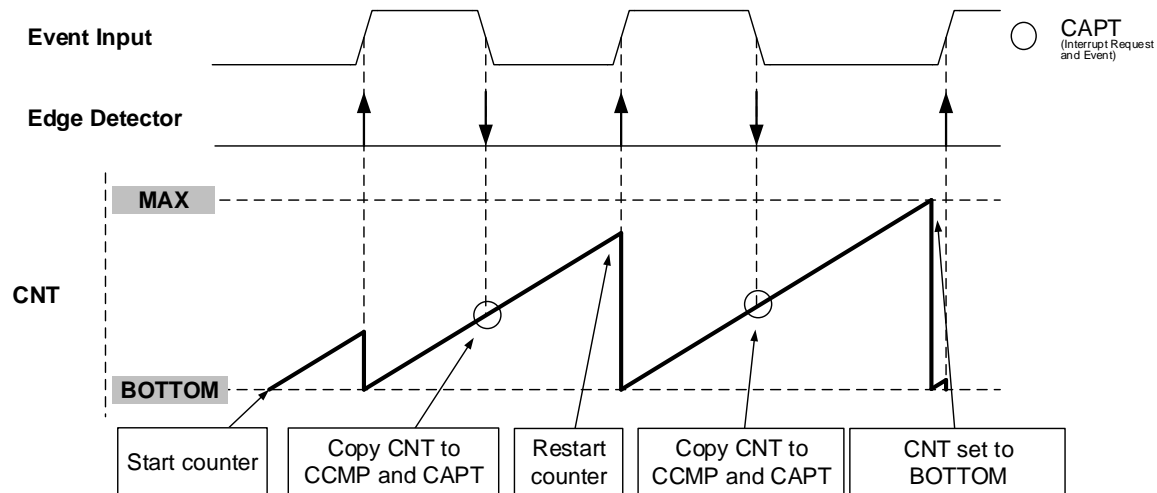 Event Input
CAPT
(Interrupt Request
and Event)
Edge Detector
MAX
CNT
BOTTOM
Start counter
Copy CNT to
CCMP and CAPT
Restart
counter
Copy CNT to
CCMP and CAPT
CNT set to
BOTTOM